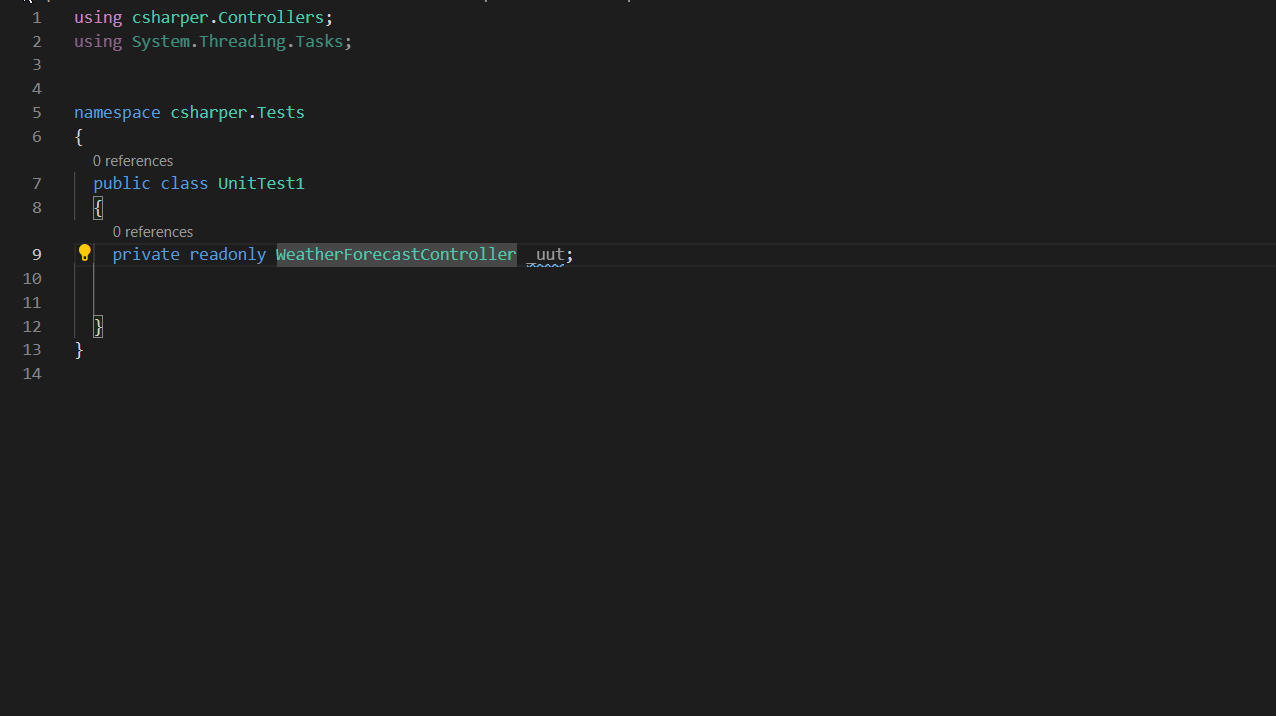 1 using csharper.Controllers;
2 using System.Threading.Tasks;
3
4
5 namespace csharper.Tests
6 {
0 references
7 public class UnitTest1
8 {
0 references
9 private readonly WeatherForecastController _uut;
10
11
12 }
13 }
14